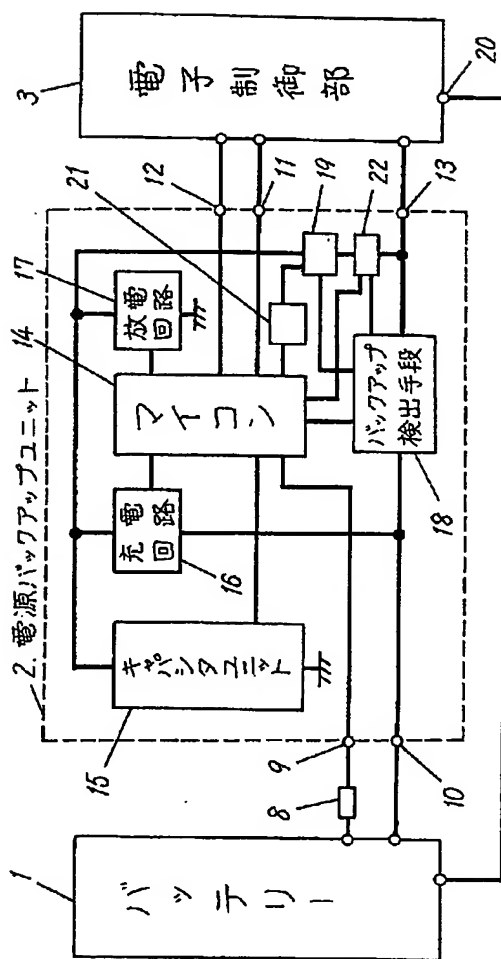 1
バッテリー
8
9
10
2. 電源バックアップユニット
15
キャパシタユニット
充電
回路
16
14
マイコン
17
放電
回路
21
バックアップ
検出手段
18
19
22
12
11
13
3
電子制御部
20